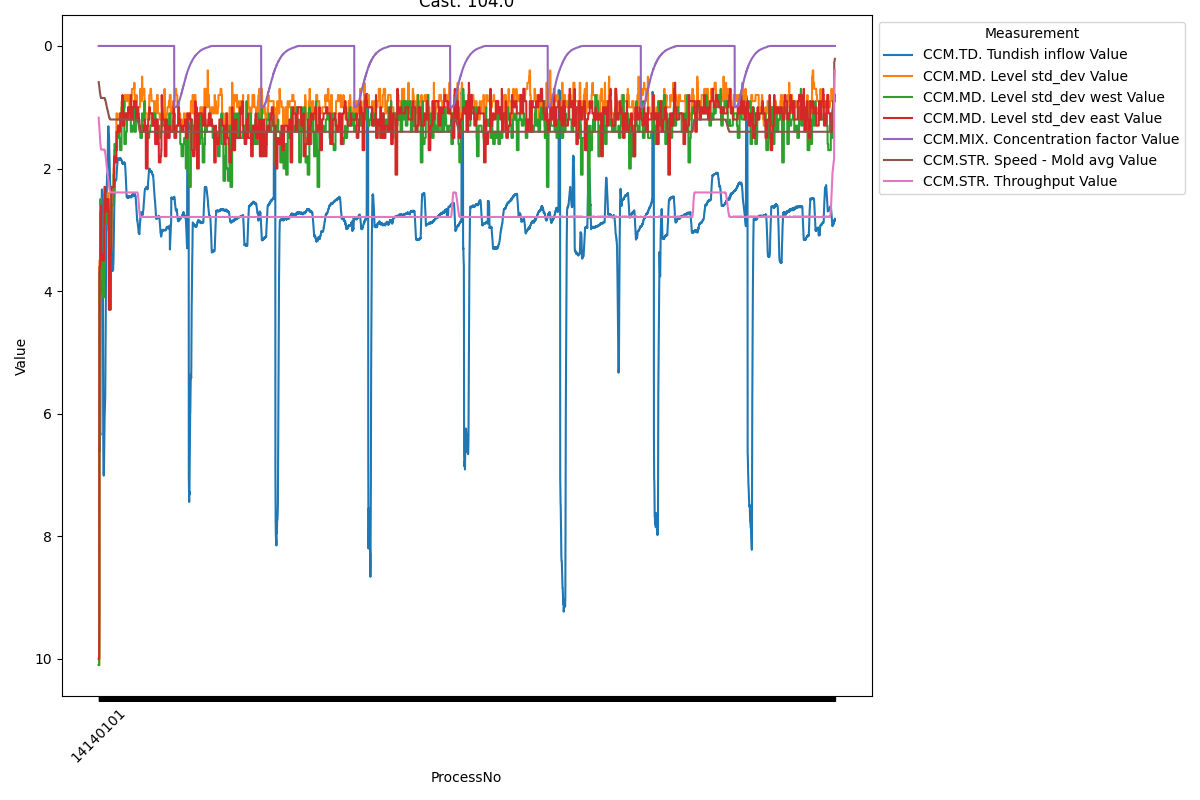 Cast: 104.0
Measurement
CCM.TD. Tundish inflow Value
CCM.MD. Level std_dev Value
CCM.MD. Level std_dev west Value
CCM.MD. Level std_dev east Value
CCM.MIX. Concentration factor Value
CCM.STR. Speed - Mold avg Value
CCM.STR. Throughput Value
Value
0
2
4
6
8
10
14140101
ProcessNo